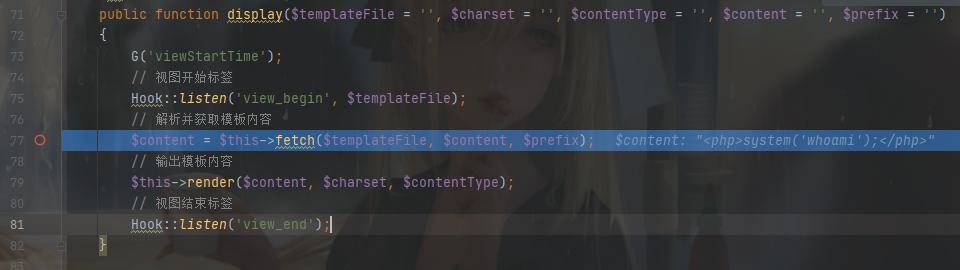 71 public function display($templateFile = '', $charset = '', $contentType = '', $content = '', $prefix = '')
72 {
73 G('viewStartTime');
74 // 视图开始标签
75 Hook::listen('view_begin', $templateFile);
76 // 解析并获取模板内容
77 $content = $this->fetch($templateFile, $content, $prefix); $content: "<php>system('whoami');</php>"
78 // 输出模板内容
79 $this->render($content, $charset, $contentType);
80 // 视图结束标签
81 Hook::listen('view_end');
82 }
83